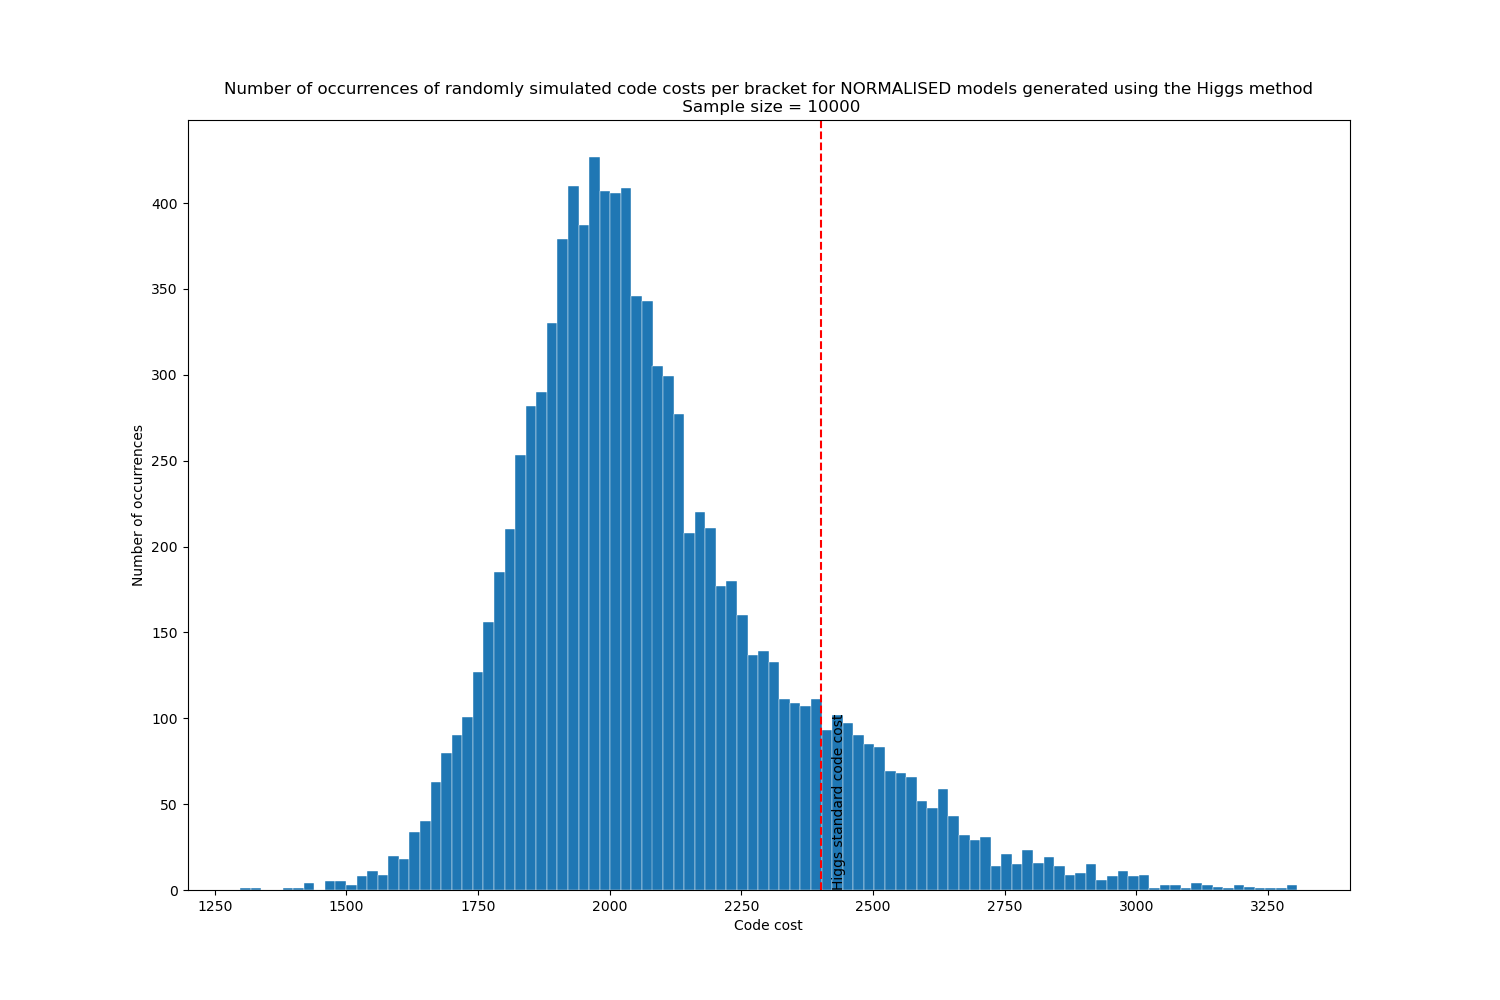 Number of occurrences of randomly simulated code costs per bracket for NORMALISED models generated using the Higgs method
Sample size = 10000
400
350
300
250
200
150
100
50
0
Number of occurrences
Higgs standard code cost
1250 1500 1750 2000 2250 2500 2750 3000 3250
Code cost